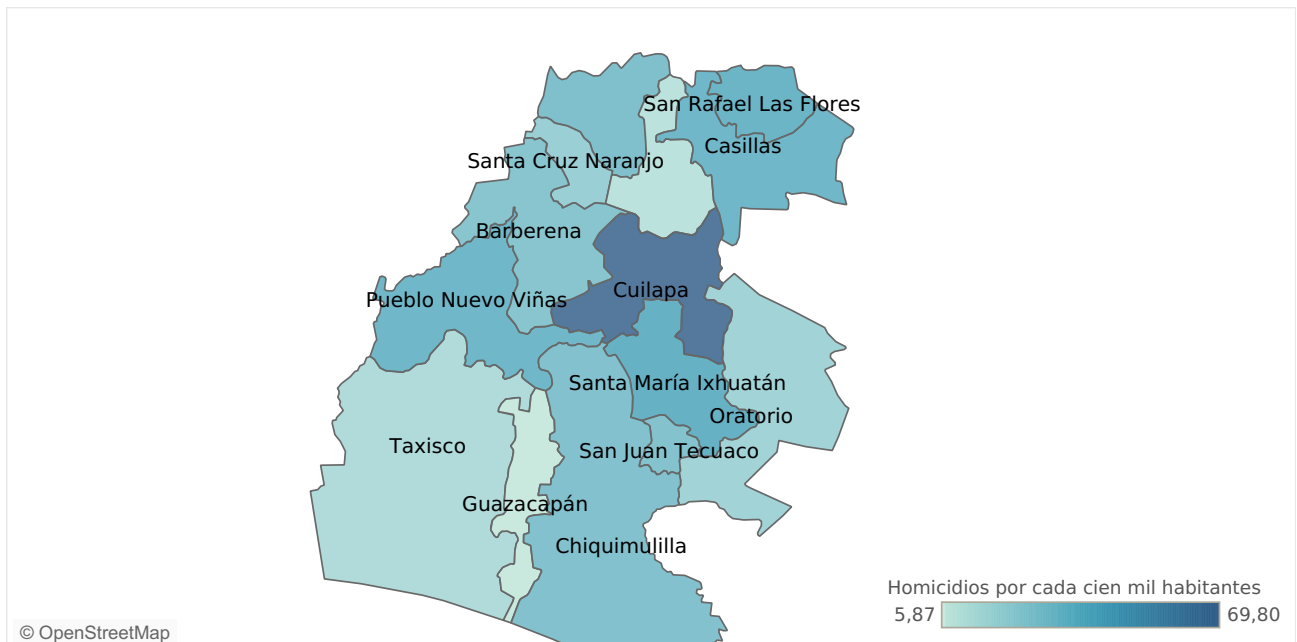 San Rafael Las Flores
Casillas
Santa Cruz Naranjo
Barberena
Cuilapa
Pueblo Nuevo Viñas
Santa María Ixhuatán
Oratorio
Taxisco
San Juan Tecuaco
Guazacapán
Chiquimulilla
Homicidios por cada cien mil habitantes
5,87 69,80
© OpenStreetMap